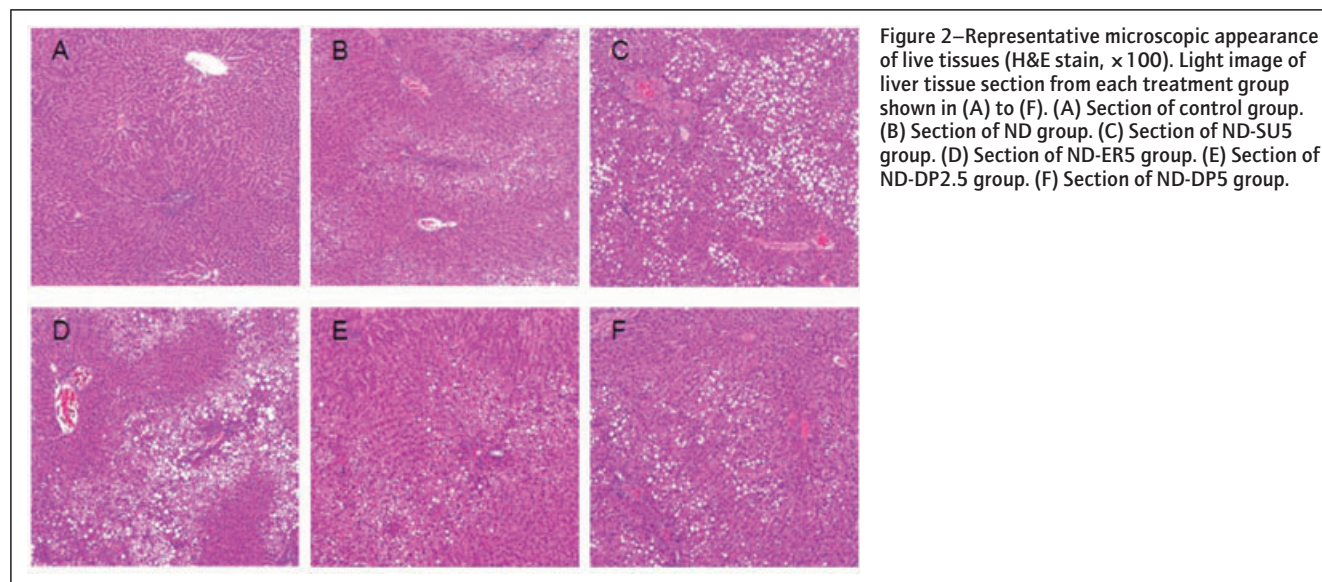 A
B
C
D
E
F
Figure 2–Representative microscopic appearance
of live tissues (H&E stain, ×100). Light image of
liver tissue section from each treatment group
shown in (A) to (F). (A) Section of control group.
(B) Section of ND group. (C) Section of ND-SU5
group. (D) Section of ND-ER5 group. (E) Section of
ND-DP2.5 group. (F) Section of ND-DP5 group.